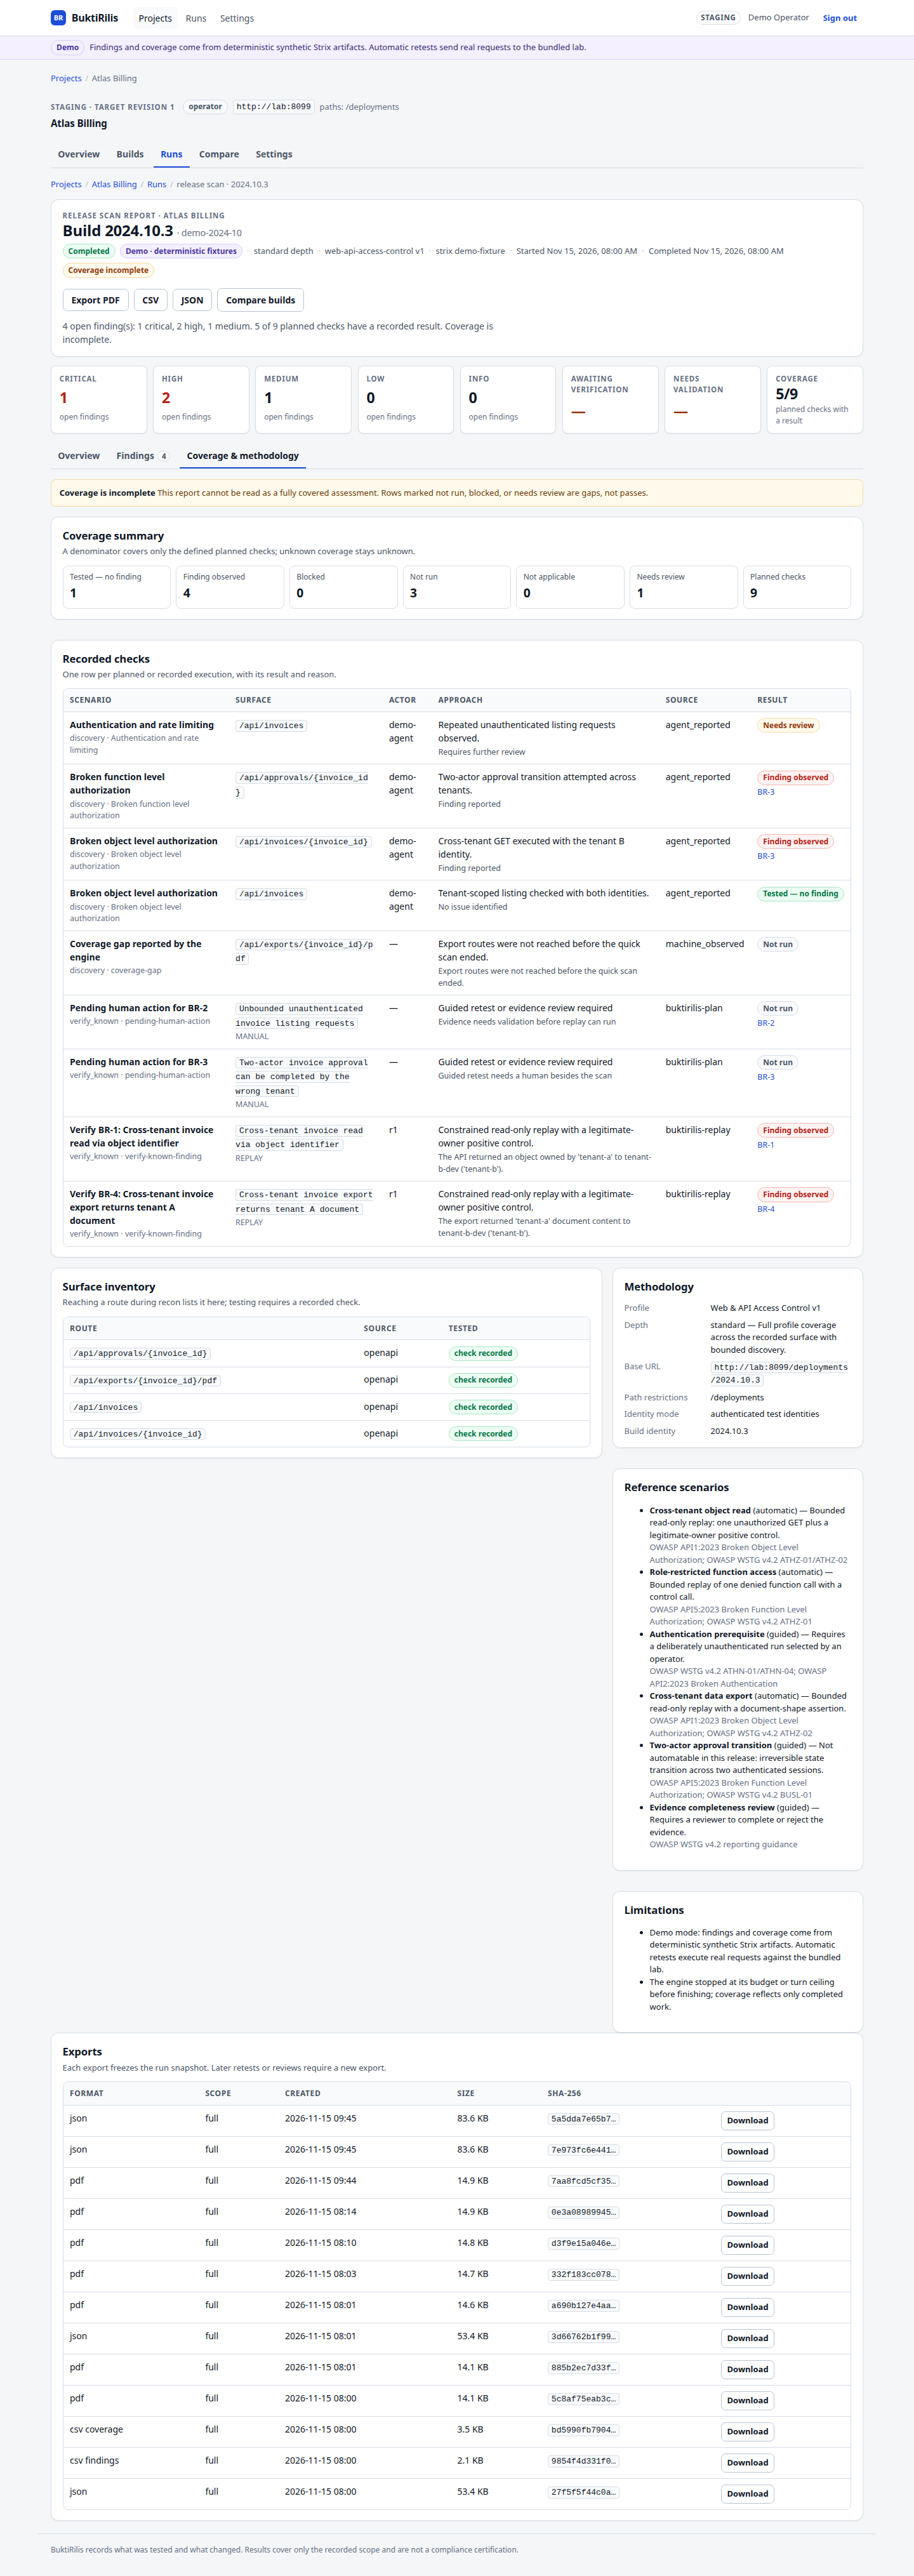 BR BuktiRilis Projects Runs Settings STAGING Demo Operator Sign out
Demo Findings and coverage come from deterministic synthetic Strix artifacts. Automatic retests send real requests to the bundled lab.
Projects / Atlas Billing
STAGING · TARGET REVISION 1 operator http://lab:8099 paths: /deployments
Atlas Billing
Overview Builds Runs Compare Settings
Projects / Atlas Billing / Runs / release scan · 2024.10.3
RELEASE SCAN REPORT · ATLAS BILLING
Build 2024.10.3 · demo-2024-10
Completed Demo · deterministic fixtures · standard depth · web-api-access-control v1 · strix demo-fixture · Started Nov 15, 2026, 08:00 AM · Completed Nov 15, 2026, 08:00 AM
Coverage incomplete
Export PDF CSV JSON Compare builds
4 open finding(s): 1 critical, 2 high, 1 medium. 5 of 9 planned checks have a recorded result. Coverage is
incomplete.
CRITICAL
1
open findings
HIGH
2
open findings
MEDIUM
1
open findings
LOW
0
open findings
INFO
0
open findings
AWAITING
VERIFICATION
—
NEEDS
VALIDATION
—
COVERAGE
5/9
planned checks with
a result
Overview Findings 4 Coverage & methodology
Coverage is incomplete This report cannot be read as a fully covered assessment. Rows marked not run, blocked, or needs review are gaps, not passes.
Coverage summary
A denominator covers only the defined planned checks; unknown coverage stays unknown.
Tested — no finding
1
Finding observed
4
Blocked
0
Not run
3
Not applicable
0
Needs review
1
Planned checks
9
Recorded checks
One row per planned or recorded execution, with its result and reason.
SCENARIO SURFACE ACTOR APPROACH SOURCE RESULT
Authentication and rate limiting
discovery · Authentication and rate
limiting
/api/invoices
demo-
agent
Repeated unauthenticated listing requests
observed.
Requires further review
agent_reported
Needs review
Broken function level
authorization
discovery · Broken function level
authorization
/api/approvals/{invoice_id
}
demo-
agent
Two-actor approval transition attempted across
tenants.
Finding reported
agent_reported
Finding observed
BR-3
Broken object level authorization
discovery · Broken object level
authorization
/api/invoices/{invoice_id}
demo-
agent
Cross-tenant GET executed with the tenant B
identity.
Finding reported
agent_reported
Finding observed
BR-3
Broken object level authorization
discovery · Broken object level
authorization
/api/invoices
demo-
agent
Tenant-scoped listing checked with both identities.
No issue identified
agent_reported
Tested — no finding
Coverage gap reported by the
engine
discovery · coverage-gap
/api/exports/{invoice_id}/p
df
—
Export routes were not reached before the quick
scan ended.
Export routes were not reached before the quick scan
ended.
machine_observed
Not run
Pending human action for BR-2
verify_known · pending-human-action
Unbounded unauthenticated
invoice listing requests
MANUAL
—
Guided retest or evidence review required
Evidence needs validation before replay can run
buktirilis-plan
Not run
BR-2
Pending human action for BR-3
verify_known · pending-human-action
Two-actor invoice approval
can be completed by the
wrong tenant
MANUAL
—
Guided retest or evidence review required
Guided retest needs a human besides the scan
buktirilis-plan
Not run
BR-3
Verify BR-1: Cross-tenant invoice
read via object identifier
verify_known · verify-known-finding
Cross-tenant invoice read
via object identifier
REPLAY
r1
Constrained read-only replay with a legitimate-
owner positive control.
The API returned an object owned by 'tenant-a' to tenant-
b-dev ('tenant-b').
buktirilis-replay
Finding observed
BR-1
Verify BR-4: Cross-tenant invoice
export returns tenant A
document
verify_known · verify-known-finding
Cross-tenant invoice export
returns tenant A document
REPLAY
r1
Constrained read-only replay with a legitimate-
owner positive control.
The export returned 'tenant-a' document content to
tenant-b-dev ('tenant-b').
buktirilis-replay
Finding observed
BR-4
Surface inventory
Reaching a route during recon lists it here; testing requires a recorded check.
ROUTE SOURCE TESTED
/api/approvals/{invoice_id} openapi check recorded
/api/exports/{invoice_id}/pdf openapi check recorded
/api/invoices openapi check recorded
/api/invoices/{invoice_id} openapi check recorded
Methodology
Profile Web & API Access Control v1
Depth standard — Full profile coverage
across the recorded surface with
bounded discovery.
Base URL http://lab:8099/deployments
/2024.10.3
Path restrictions /deployments
Identity mode authenticated test identities
Build identity 2024.10.3
Reference scenarios
Cross-tenant object read (automatic) — Bounded
read-only replay: one unauthorized GET plus a
legitimate-owner positive control.
OWASP API1:2023 Broken Object Level
Authorization; OWASP WSTG v4.2 ATHZ-01/ATHZ-02
Role-restricted function access (automatic) —
Bounded replay of one denied function call with a
control call.
OWASP API5:2023 Broken Function Level
Authorization; OWASP WSTG v4.2 ATHZ-01
Authentication prerequisite (guided) — Requires
a deliberately unauthenticated run selected by an
operator.
OWASP WSTG v4.2 ATHN-01/ATHN-04; OWASP
API2:2023 Broken Authentication
Cross-tenant data export (automatic) — Bounded
read-only replay with a document-shape assertion.
OWASP API1:2023 Broken Object Level
Authorization; OWASP WSTG v4.2 ATHZ-02
Two-actor approval transition (guided) — Not
automatable in this release: irreversible state
transition across two authenticated sessions.
OWASP API5:2023 Broken Function Level
Authorization; OWASP WSTG v4.2 BUSL-01
Evidence completeness review (guided) —
Requires a reviewer to complete or reject the
evidence.
OWASP WSTG v4.2 reporting guidance
Limitations
Demo mode: findings and coverage come from
deterministic synthetic Strix artifacts. Automatic
retests execute real requests against the bundled
lab.
The engine stopped at its budget or turn ceiling
before finishing; coverage reflects only completed
work.
Exports
Each export freezes the run snapshot. Later retests or reviews require a new export.
FORMAT SCOPE CREATED SIZE SHA-256
json full 2026-11-15 09:45 83.6 KB 5a5dda7e65b7… Download
json full 2026-11-15 09:45 83.6 KB 7e973fc6e441… Download
pdf full 2026-11-15 09:44 14.9 KB 7aa8fcd5cf35… Download
pdf full 2026-11-15 08:14 14.9 KB 0e3a08989945… Download
pdf full 2026-11-15 08:10 14.8 KB d3f9e15a046e… Download
pdf full 2026-11-15 08:03 14.7 KB 332f183cc078… Download
pdf full 2026-11-15 08:01 14.6 KB a690b127e4aa… Download
json full 2026-11-15 08:01 53.4 KB 3d66762b1f99… Download
pdf full 2026-11-15 08:01 14.1 KB 885b2ec7d33f… Download
pdf full 2026-11-15 08:00 14.1 KB 5c8af75eab3c… Download
csv coverage full 2026-11-15 08:00 3.5 KB bd5990fb7904… Download
csv findings full 2026-11-15 08:00 2.1 KB 9854f4d331f0… Download
json full 2026-11-15 08:00 53.4 KB 27f5f5f44c0a… Download
BuktiRilis records what was tested and what changed. Results cover only the recorded scope and are not a compliance certification.